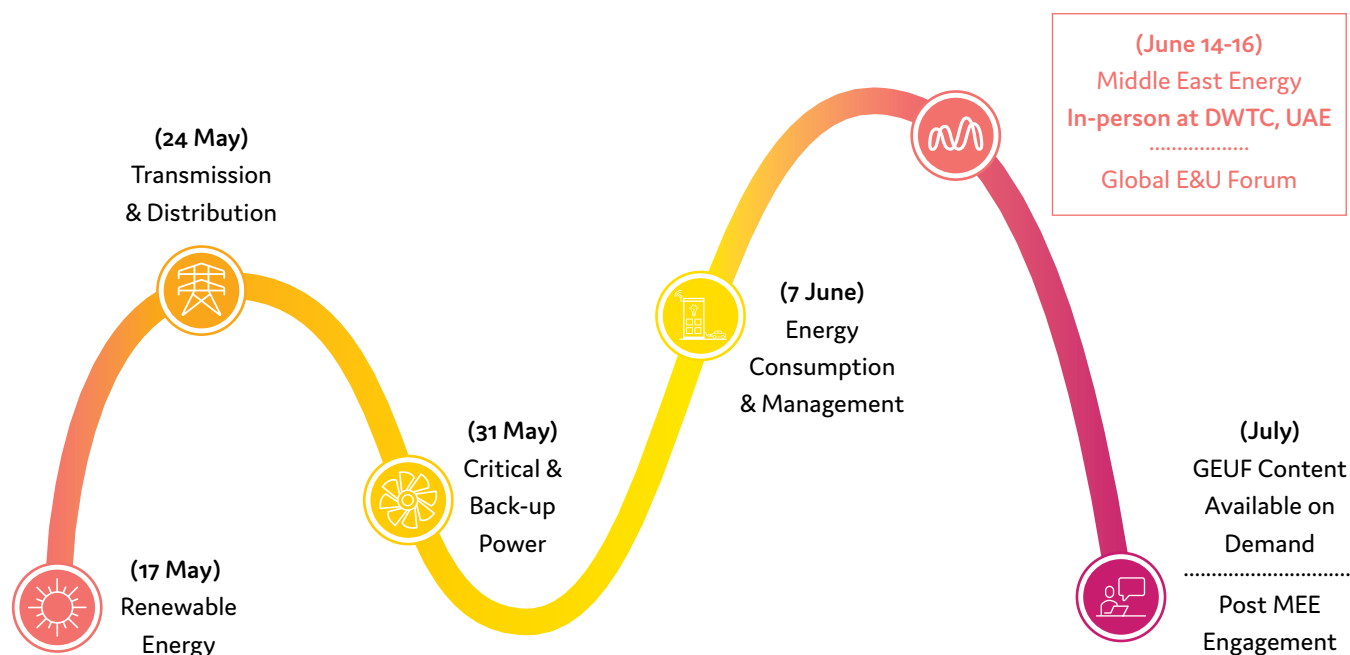 (17 May)
Renewable
Energy
(24 May)
Transmission
& Distribution
(31 May)
Critical &
Back-up
Power
(7 June)
Energy
Consumption
& Management
(June 14-16)
Middle East Energy
In-person at DWTC, UAE
Global E&U Forum
(July)
GEUF Content
Available on
Demand
Post MEE
Engagement